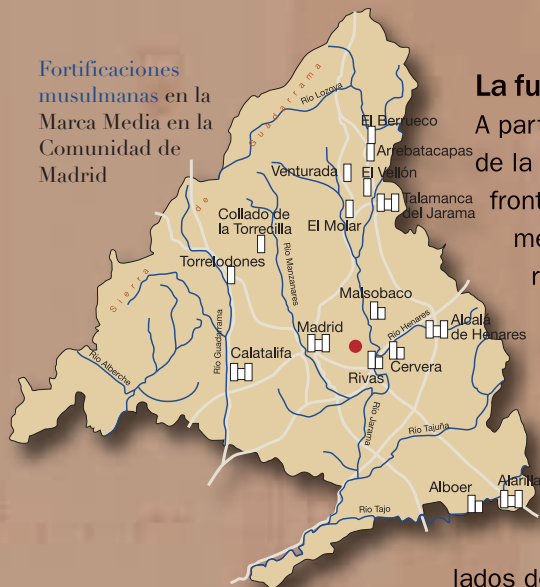 Fortificaciones
musulmanas en la
Marca Media en la
Comunidad de
Madrid
La fu
A part
de la
front
me
r
Sierra de Guadarrama
Río Lozoya
El Berrueco
Arrebatacapas
Venturada
El Vellón
Talamanca
del Jarama
El Molar
Collado de
la Torrecilla
Torrelodones
Río Manzanares
Malsobaco
Río Henares
Alcalá
de Henares
Madrid
Río Guadarrama
Calatalifa
Rivas
Cervera
Río Alberche
Río Jarama
Río Tajuña
Alboer
Alarilla
Río Tajo
lados de